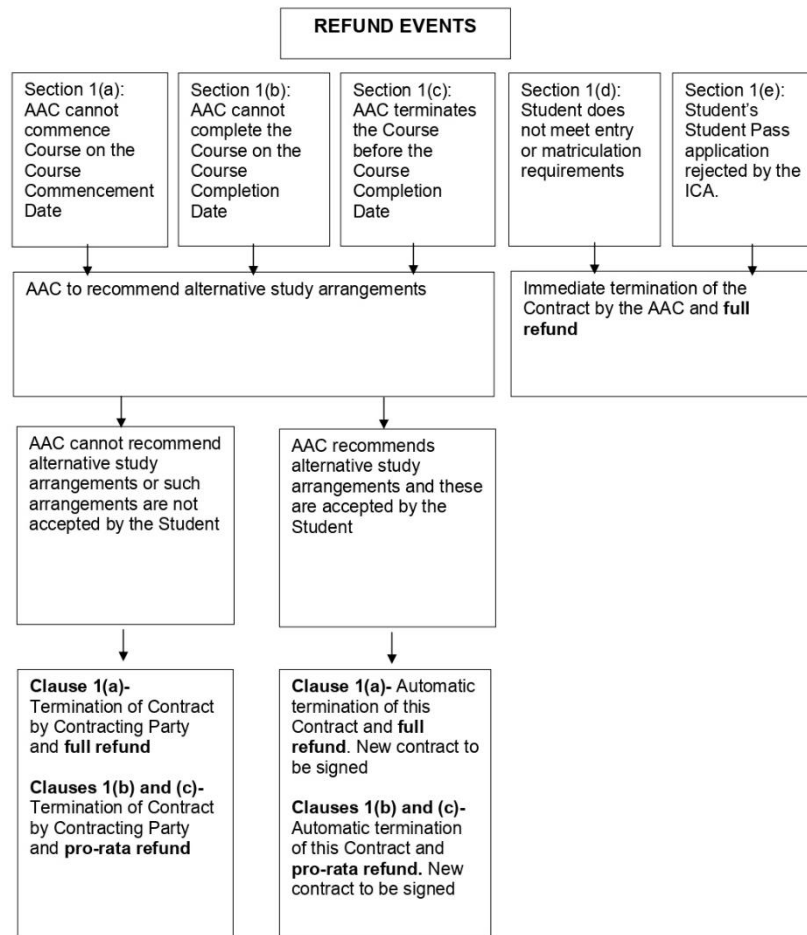 REFUND EVENTS
Section 1(a):
AAC cannot
commence
Course on the
Course
Commencement
Date
Section 1(b):
AAC cannot
complete the
Course on the
Course
Completion
Date
Section 1(c):
AAC terminates
the Course
before the
Course
Completion
Date
Section 1(d):
Student does
not meet entry
or matriculation
requirements
Section 1(e):
Student’s
Student Pass
application
rejected by the
ICA.
AAC to recommend alternative study arrangements
Immediate termination of the
Contract by the AAC and full
refund
AAC cannot recommend
alternative study
arrangements or such
arrangements are not
accepted by the Student
AAC recommends
alternative study
arrangements and these
are accepted by the
Student
Clause 1(a)-
Termination of Contract
by Contracting Party
and full refund
Clauses 1(b) and (c)-
Termination of Contract
by Contracting Party
and pro-rata refund
Clause 1(a)- Automatic
termination of this
Contract and full
refund. New contract to
be signed
Clauses 1(b) and (c)-
Automatic termination
of this Contract and
pro-rata refund. New
contract to be signed